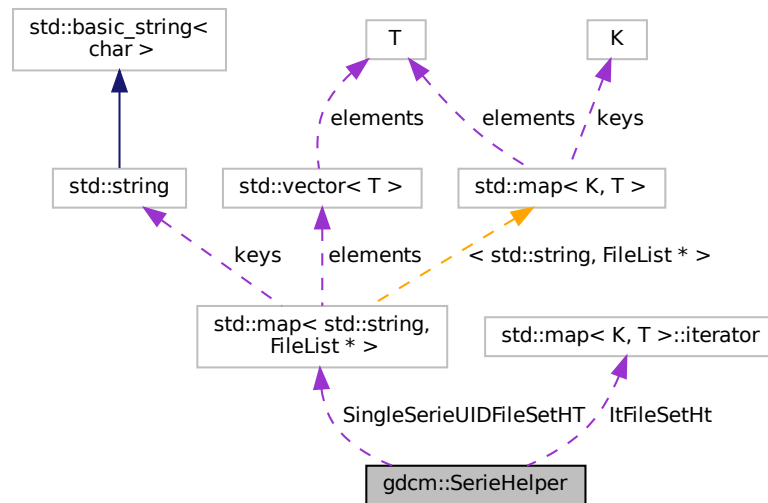 std::basic_string<
char >
T
K
elements
elements
keys
std::string
std::vector< T >
std::map< K, T >
keys
elements
< std::string, FileList * >
std::map< std::string,
FileList * >
std::map< K, T >::iterator
SingleSerieUIDFileSetHT
ItFileSetHt
gdcm::SerieHelper